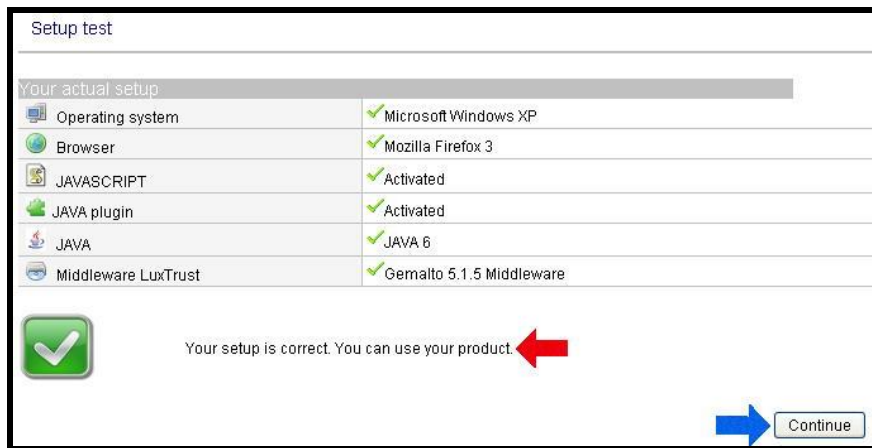 Setup test
Your actual setup
Operating system Microsoft Windows XP
Browser Mozilla Firefox 3
JAVASCRIPT Activated
JAVA plugin Activated
JAVA JAVA 6
Middleware LuxTrust Gemalto 5.1.5 Middleware
Your setup is correct. You can use your product.
Continue